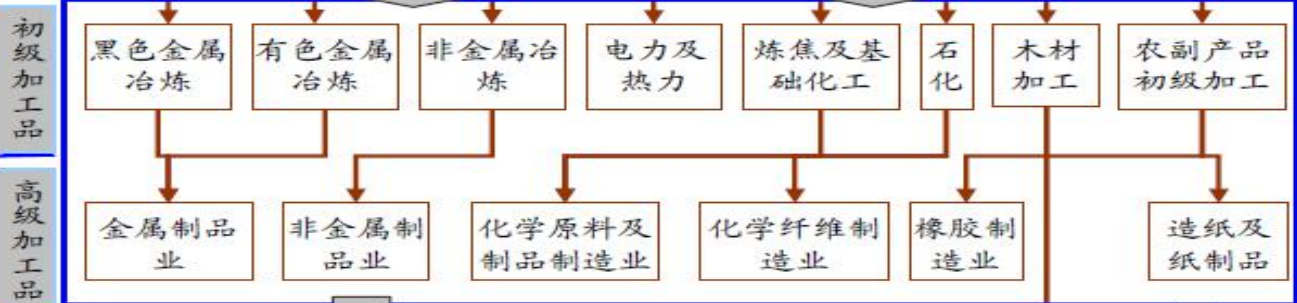 初级加工品
黑色金属
冶炼
有色金属
冶炼
非金属冶
炼
电力及
热力
炼焦及基
础化工
石
化
木材
加工
农副产品
初级加工
高级加工品
金属制品
业
非金属制
品业
化学原料及
制品制造业
化学纤维制
造业
橡胶制
造业
造纸及
纸制品